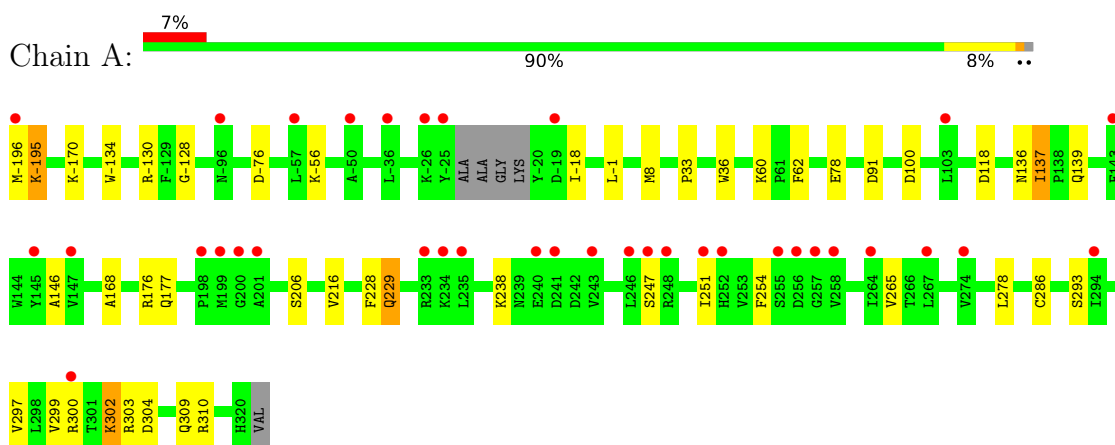 7%
Chain A:
90% 8% ••
M-196 K-195 K-170 W-134 R-130 F-129 G-128 N-96 D-76 L-57 K-56 A-50 L-36 K-26 Y-25 ALA ALA GLY LYS Y-20 D-19 I-18 L-1 M8 P33 W36 K60 P61 F62 E78 D91 D100 L103 D118 N136 I137 P138 Q139 E143
W144 Y145 A146 V147 A168 R176 Q177 P198 M199 G200 A201 S206 V216 F228 Q229 R233 K234 L235 K238 N239 E240 D241 D242 V243 L246 S247 R248 I251 H252 V253 F254 S255 D256 G257 V258 I264 V265 T266 L267 V274 L278 C286 S293 I294
V297 L298 V299 R300 T301 K302 R303 D304 Q309 R310 H320 VAL